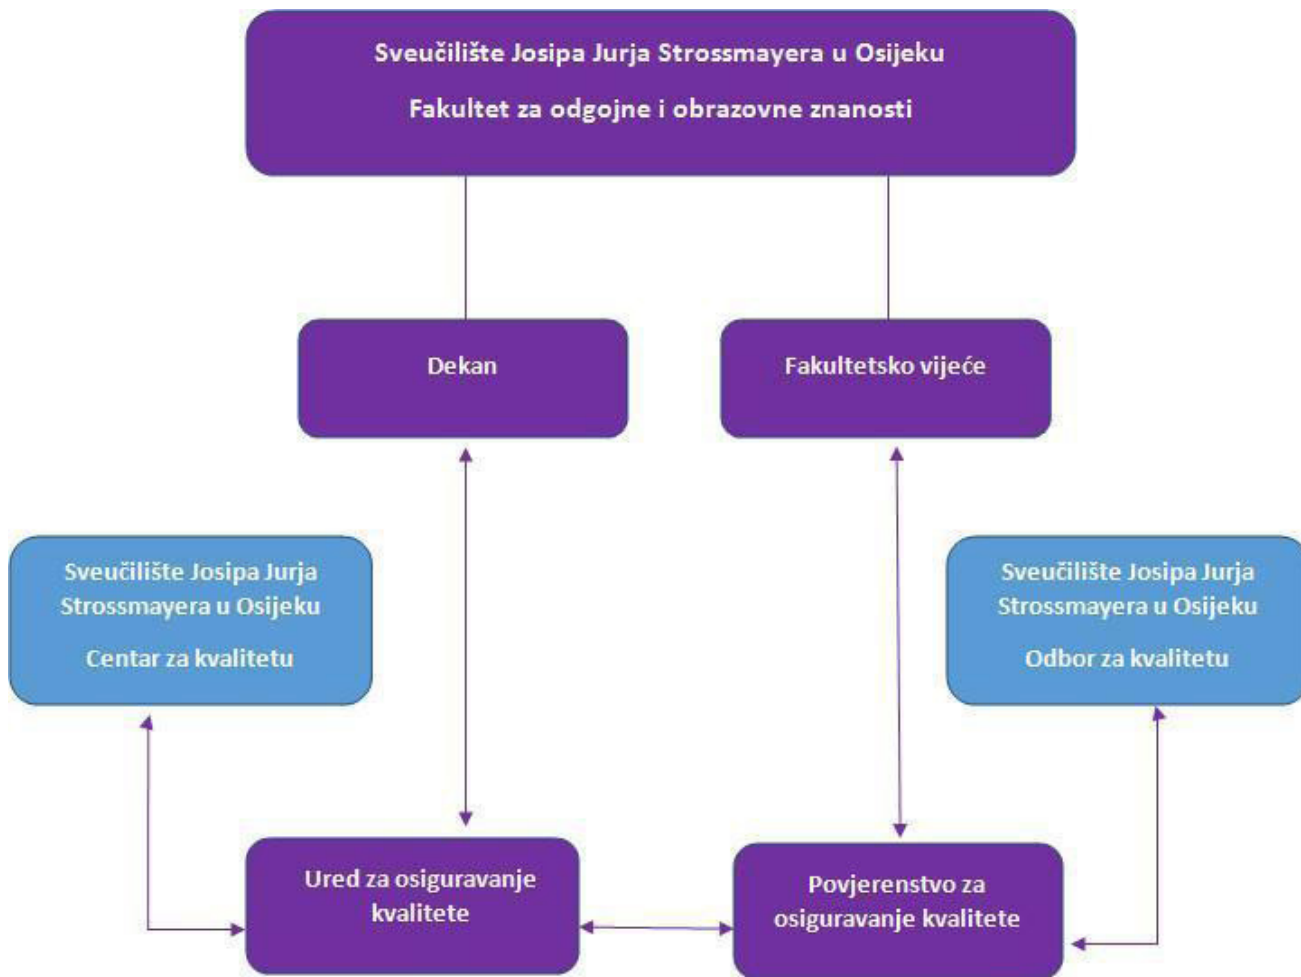 Sveučilište Josipa Jurja Strossmayera u Osijeku
Fakultet za odgojne i obrazovne znanosti
Dekan
Fakultetsko vijeće
Sveučilište Josipa Jurja
Strossmayera u Osijeku
Centar za kvalitetu
Sveučilište Josipa Jurja
Strossmayera u Osijeku
Odbor za kvalitetu
Ured za osiguravanje
kvalitete
Povjerenstvo za
osiguravanje kvalitete